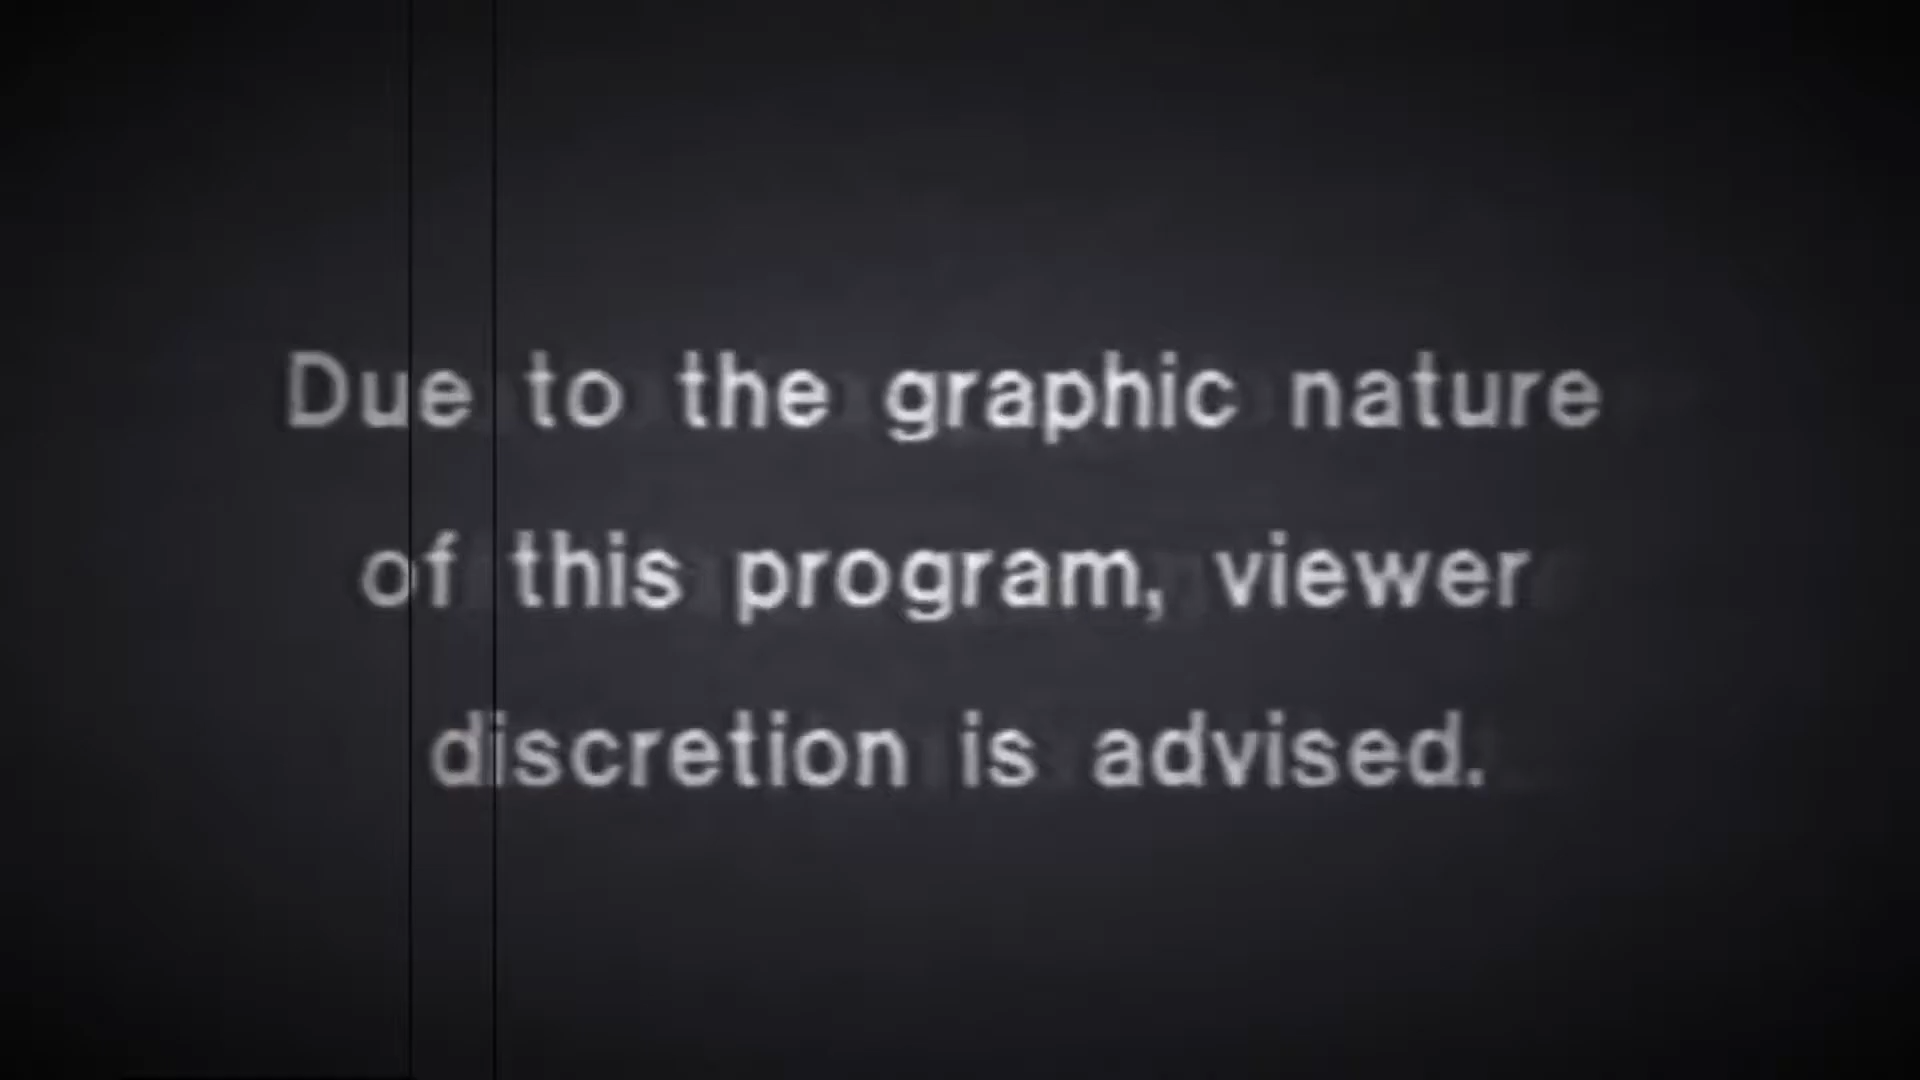 Due to the graphic nature
of this program, viewer
discretion is advised.